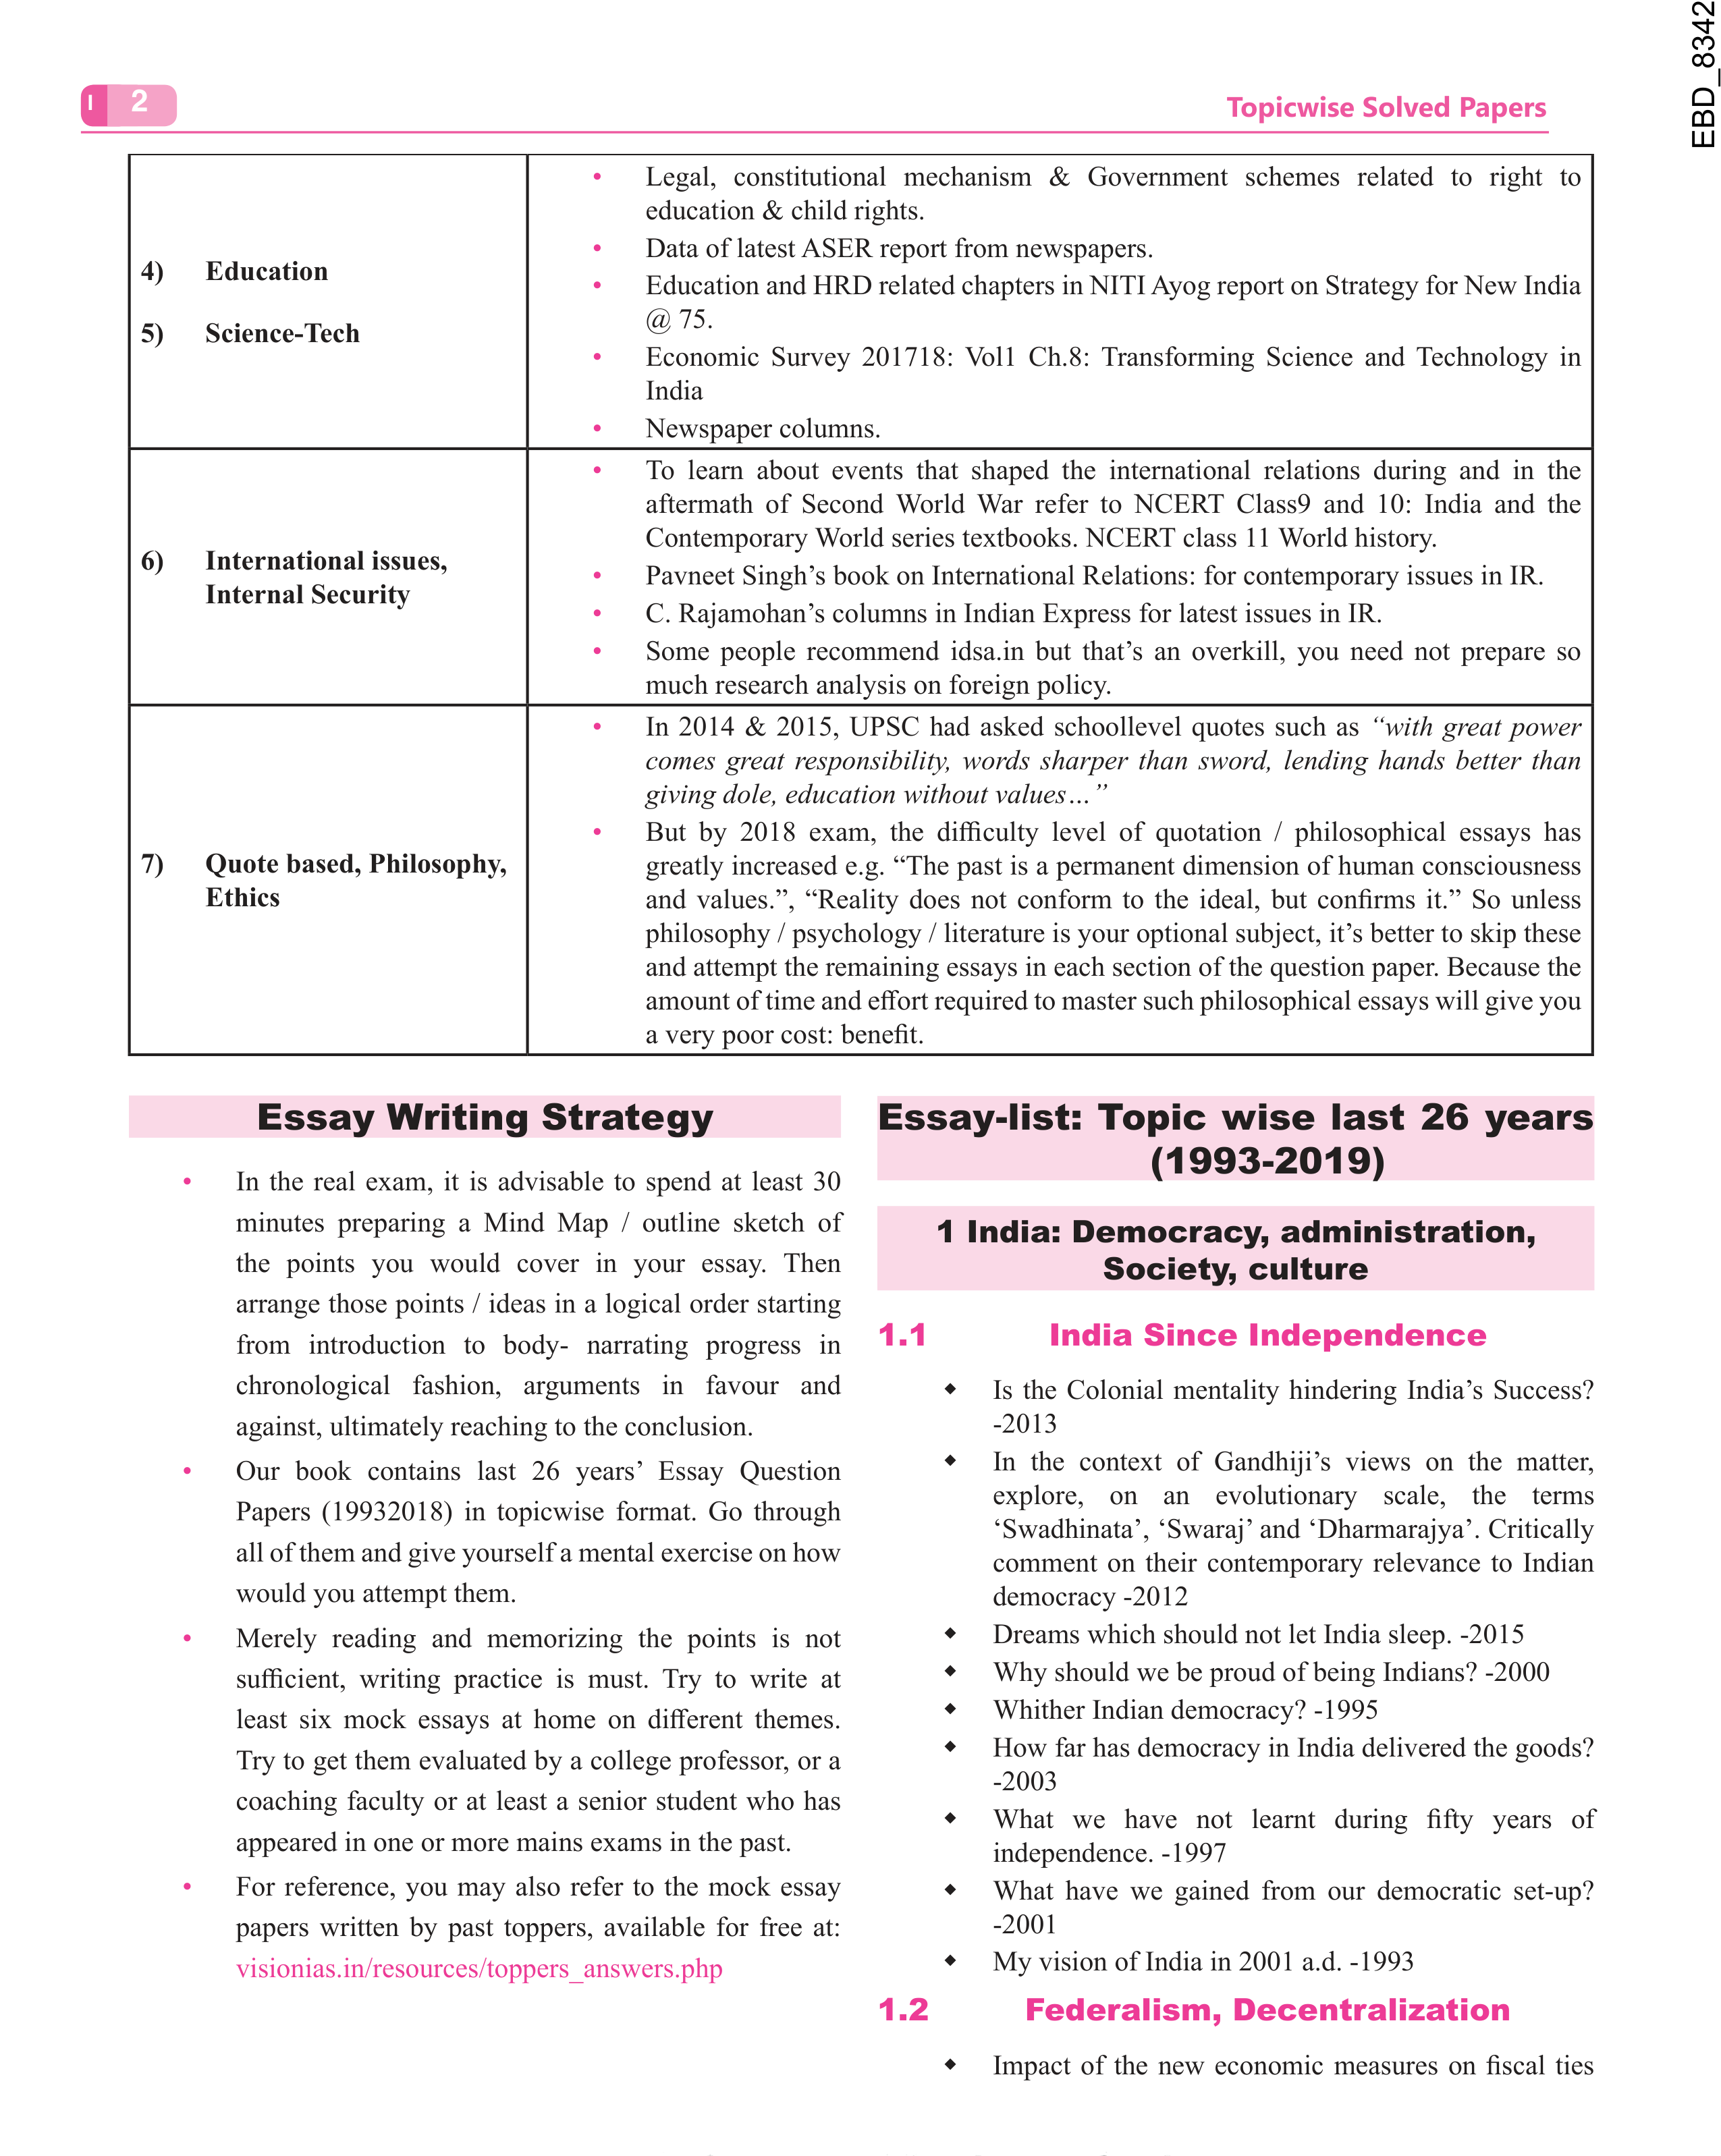 EBD_8342
I 2
Topicwise Solved Papers
4) Education
5) Science-Tech
• Legal, constitutional mechanism & Government schemes related to right to
education & child rights.
• Data of latest ASER report from newspapers.
• Education and HRD related chapters in NITI Ayog report on Strategy for New India
@ 75.
• Economic Survey 201718: Vol1 Ch.8: Transforming Science and Technology in
India
• Newspaper columns.
6) International issues,
Internal Security
• To learn about events that shaped the international relations during and in the
aftermath of Second World War refer to NCERT Class9 and 10: India and the
Contemporary World series textbooks. NCERT class 11 World history.
• Pavneet Singh’s book on International Relations: for contemporary issues in IR.
• C. Rajamohan’s columns in Indian Express for latest issues in IR.
• Some people recommend idsa.in but that’s an overkill, you need not prepare so
much research analysis on foreign policy.
7) Quote based, Philosophy,
Ethics
• In 2014 & 2015, UPSC had asked schoollevel quotes such as “with great power
comes great responsibility, words sharper than sword, lending hands better than
giving dole, education without values…”
• But by 2018 exam, the difficulty level of quotation / philosophical essays has
greatly increased e.g. “The past is a permanent dimension of human consciousness
and values.”, “Reality does not conform to the ideal, but confirms it.” So unless
philosophy / psychology / literature is your optional subject, it’s better to skip these
and attempt the remaining essays in each section of the question paper. Because the
amount of time and effort required to master such philosophical essays will give you
a very poor cost: benefit.
Essay Writing Strategy
• In the real exam, it is advisable to spend at least 30
minutes preparing a Mind Map / outline sketch of
the points you would cover in your essay. Then
arrange those points / ideas in a logical order starting
from introduction to body- narrating progress in
chronological fashion, arguments in favour and
against, ultimately reaching to the conclusion.
• Our book contains last 26 years’ Essay Question
Papers (19932018) in topicwise format. Go through
all of them and give yourself a mental exercise on how
would you attempt them.
• Merely reading and memorizing the points is not
sufficient, writing practice is must. Try to write at
least six mock essays at home on different themes.
Try to get them evaluated by a college professor, or a
coaching faculty or at least a senior student who has
appeared in one or more mains exams in the past.
• For reference, you may also refer to the mock essay
papers written by past toppers, available for free at:
visionias.in/resources/toppers_answers.php
Essay-list: Topic wise last 26 years
(1993-2019)
1 India: Democracy, administration,
Society, culture
1.1 India Since Independence
◆ Is the Colonial mentality hindering India’s Success?
-2013
◆ In the context of Gandhiji’s views on the matter,
explore, on an evolutionary scale, the terms
‘Swadhinata’, ‘Swaraj’ and ‘Dharmarajya’. Critically
comment on their contemporary relevance to Indian
democracy -2012
◆ Dreams which should not let India sleep. -2015
◆ Why should we be proud of being Indians? -2000
◆ Whither Indian democracy? -1995
◆ How far has democracy in India delivered the goods?
-2003
◆ What we have not learnt during fifty years of
independence. -1997
◆ What have we gained from our democratic set-up?
-2001
◆ My vision of India in 2001 a.d. -1993
1.2 Federalism, Decentralization
◆ Impact of the new economic measures on fiscal ties